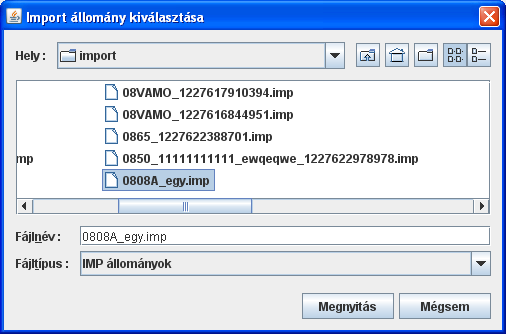 Import állomány kiválasztása
Hely : import
08VAMO_1227617910394.imp
08VAMO_1227616844951.imp
0865_1227622388701.imp
mp 0850_11111111111_ewqeqwe_1227622978978.imp
0808A_egy.imp
Fájlnév : 0808A_egy.imp
Fájltípus : IMP állományok
Megnyitás Mégsem